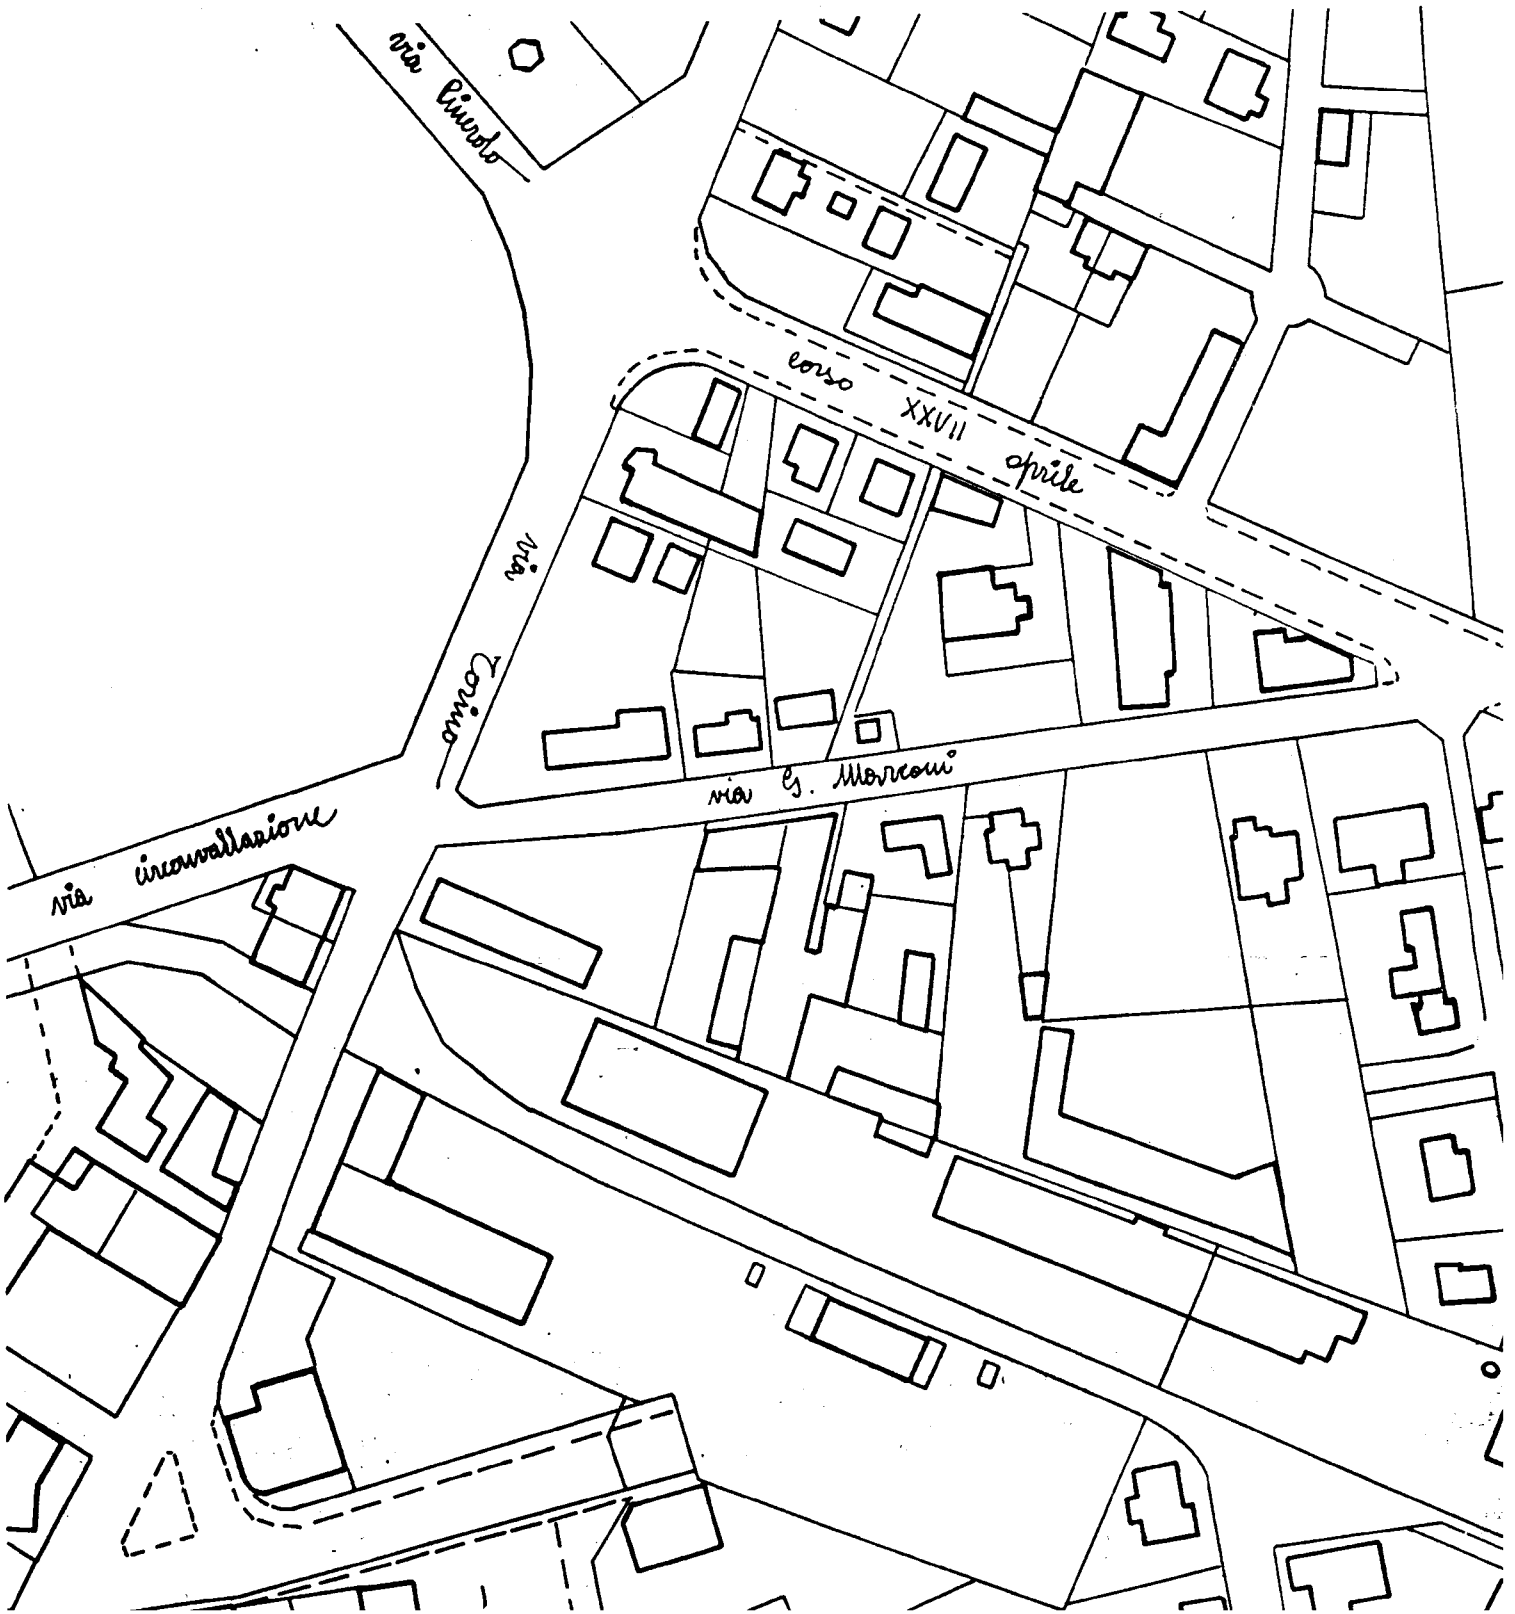 via Pinerolo
corso XXVII aprile
via Torino
via G. Marconi
via circonvallazione